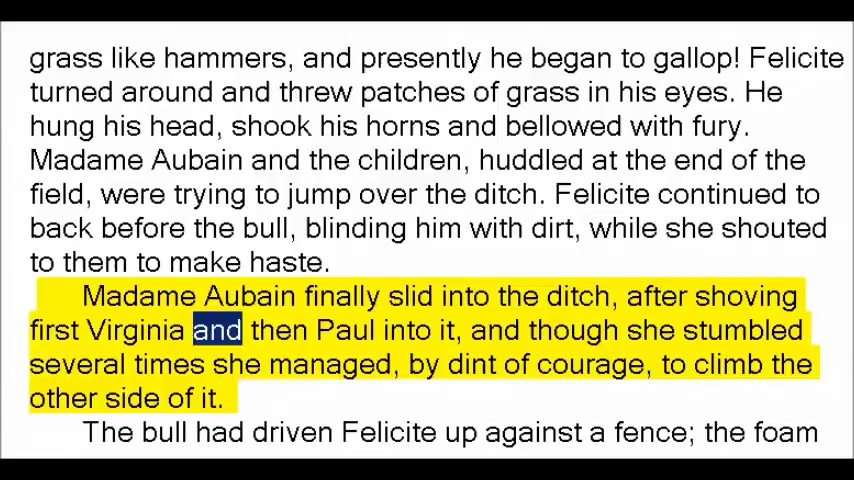 grass like hammers, and presently he began to gallop! Felicite
turned around and threw patches of grass in his eyes. He
hung his head, shook his horns and bellowed with fury.
Madame Aubain and the children, huddled at the end of the
field, were trying to jump over the ditch. Felicite continued to
back before the bull, blinding him with dirt, while she shouted
to them to make haste.
Madame Aubain finally slid into the ditch, after shoving
first Virginia and then Paul into it, and though she stumbled
several times she managed, by dint of courage, to climb the
other side of it.
The bull had driven Felicite up against a fence; the foam